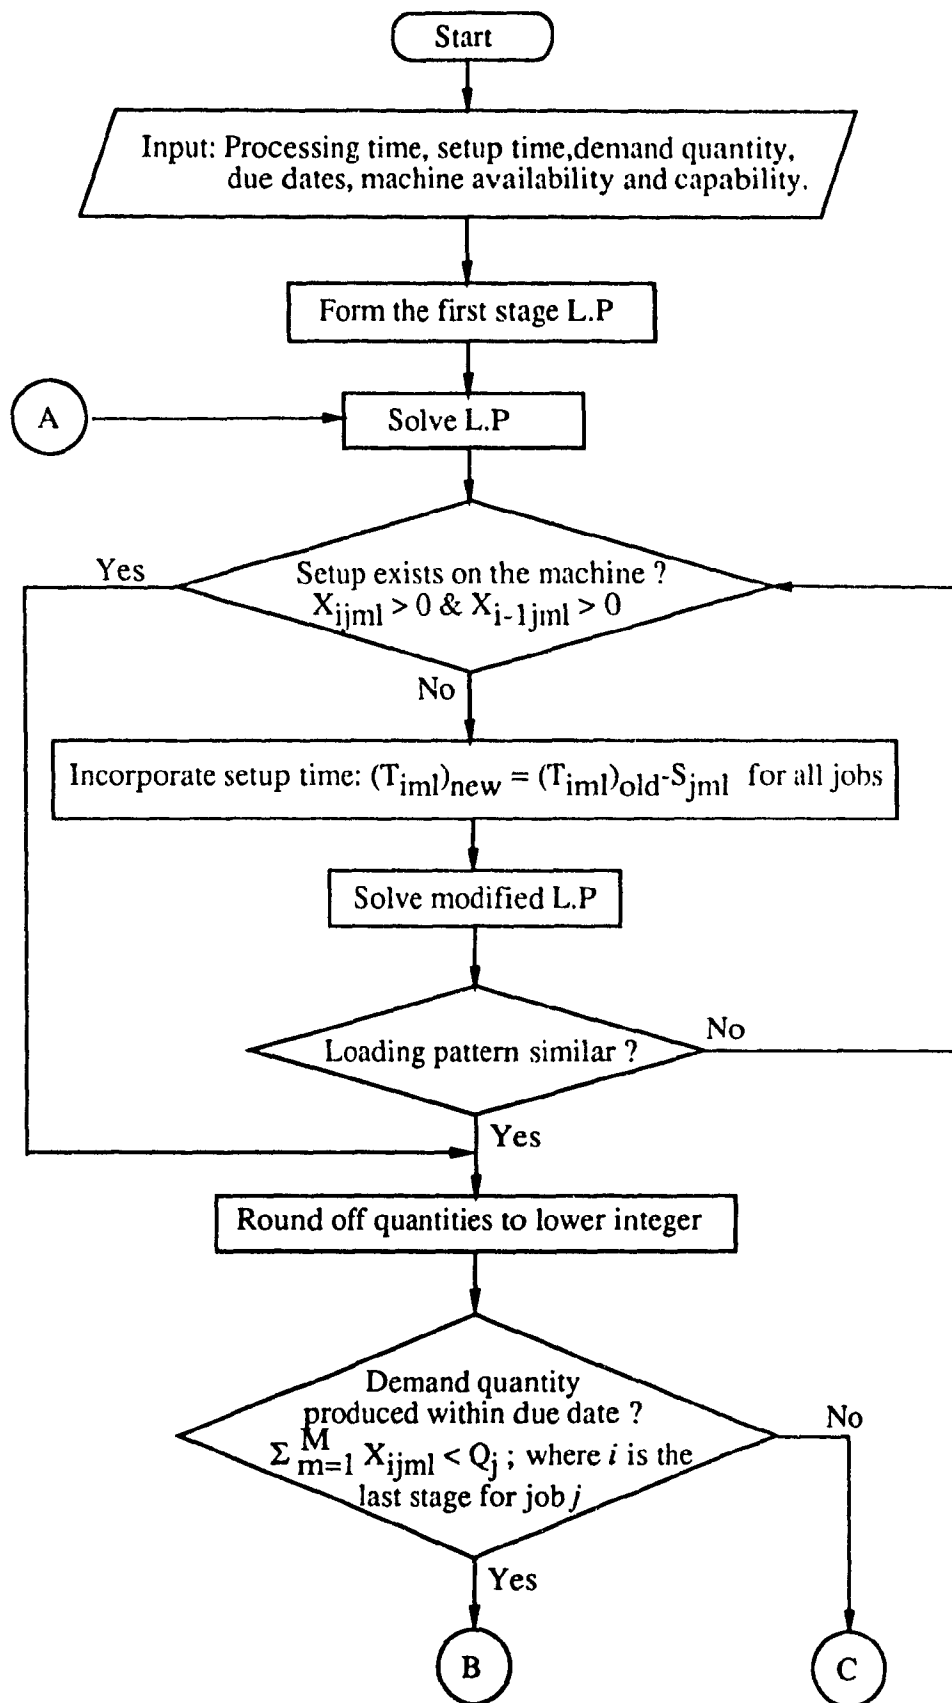 Start
Input: Processing time, setup time,demand quantity,
due dates, machine availability and capability.
Form the first stage L.P
A
Solve L.P
Yes
Setup exists on the machine ?
X_ijml > 0 & X_i-1jml > 0
No
Incorporate setup time: (T_iml)_new = (T_iml)_old-S_jml for all jobs
Solve modified L.P
No
Loading pattern similar ?
Yes
Round off quantities to lower integer
Demand quantity
produced within due date ?
No
Σ_m=1^M X_ijml < Q_j ; where i is the
last stage for job j
Yes
B
C